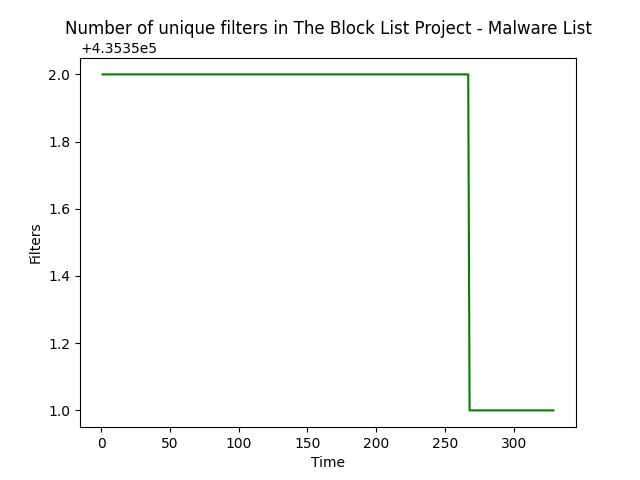 Number of unique filters in The Block List Project - Malware List
+4.3535e5
2.0
1.8
1.6
1.4
1.2
1.0
Filters
0 50 100 150 200 250 300
Time